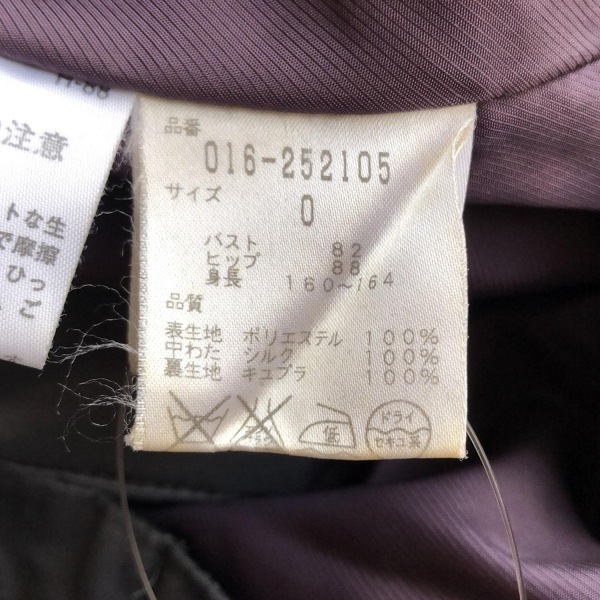 H-88
注意
トな生
で摩擦
ひっ
ご
品番
016-252105
サイズ
0
バスト 82
ヒップ 88
身長 160～164
品質
表生地 ポリエステル 100%
中わた シルク 100%
裏生地 キュプラ 100%
低
ドライ
セキユ系